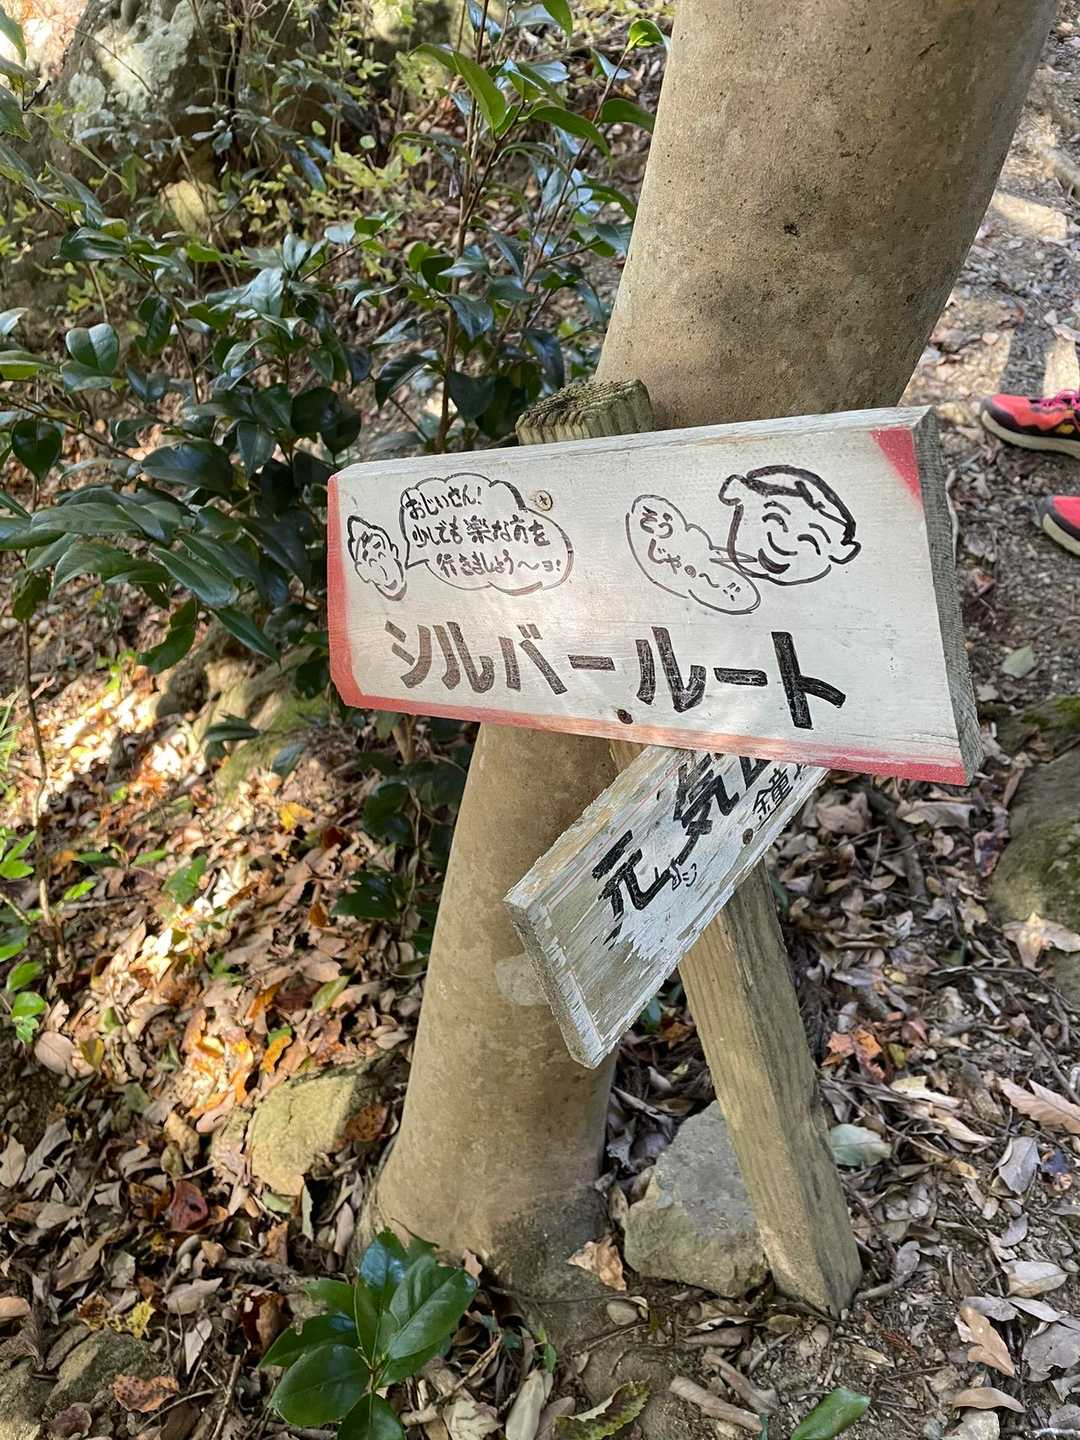 おじいさん!
少しでも楽な方を
行きましょう〜ョ!
そう
じゃの〜!!
シルバールート
元気
鐘